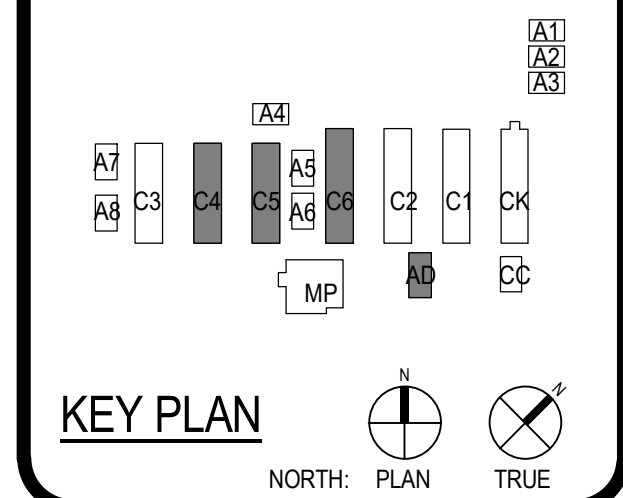 A1
A2
A3
A4
A7
A5
A8
C3
C4
C5
A6
C6
C2
C1
CK
AD
CC
MP
N
N
KEY PLAN
NORTH: PLAN TRUE